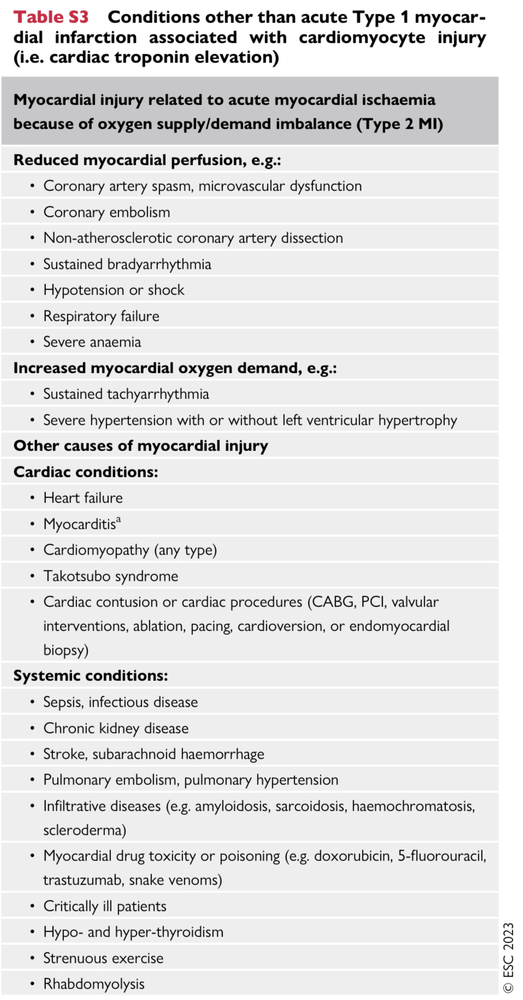 Table S3 Conditions other than acute Type 1 myocar-
dial infarction associated with cardiomyocyte injury
(i.e. cardiac troponin elevation)
Myocardial injury related to acute myocardial ischaemia
because of oxygen supply/demand imbalance (Type 2 MI)
Reduced myocardial perfusion, e.g.:
• Coronary artery spasm, microvascular dysfunction
• Coronary embolism
• Non-atherosclerotic coronary artery dissection
• Sustained bradyarrhythmia
• Hypotension or shock
• Respiratory failure
• Severe anaemia
Increased myocardial oxygen demand, e.g.:
• Sustained tachyarrhythmia
• Severe hypertension with or without left ventricular hypertrophy
Other causes of myocardial injury
Cardiac conditions:
• Heart failure
• Myocarditisᵃ
• Cardiomyopathy (any type)
• Takotsubo syndrome
• Cardiac contusion or cardiac procedures (CABG, PCI, valvular
interventions, ablation, pacing, cardioversion, or endomyocardial
biopsy)
Systemic conditions:
• Sepsis, infectious disease
• Chronic kidney disease
• Stroke, subarachnoid haemorrhage
• Pulmonary embolism, pulmonary hypertension
• Infiltrative diseases (e.g. amyloidosis, sarcoidosis, haemochromatosis,
scleroderma)
• Myocardial drug toxicity or poisoning (e.g. doxorubicin, 5-fluorouracil,
trastuzumab, snake venoms)
• Critically ill patients
• Hypo- and hyper-thyroidism
• Strenuous exercise
• Rhabdomyolysis
© ESC 2023